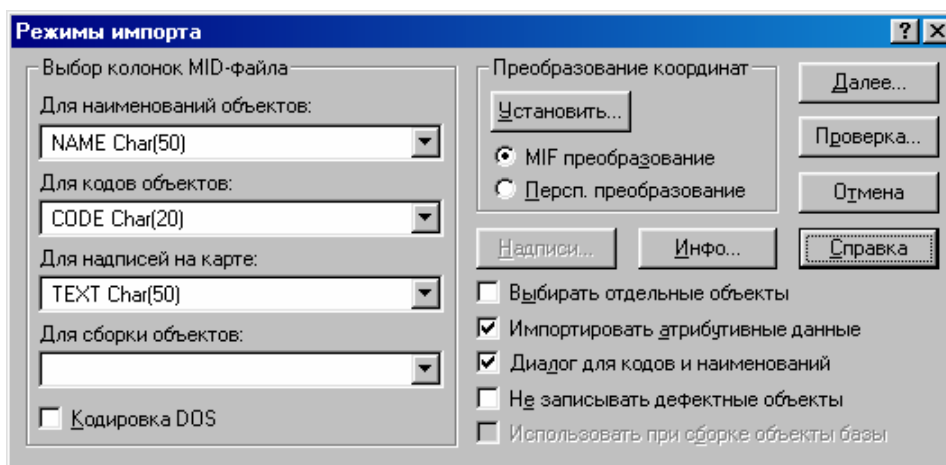 Режимы импорта
Выбор колонок MID-файла
Для наименований объектов:
NAME Char(50)
Для кодов объектов:
CODE Char(20)
Для надписей на карте:
TEXT Char(50)
Для сборки объектов:
Кодировка DOS
Преобразование координат
Установить...
MIF преобразование
Персп. преобразование
Надписи...
Инфо...
Выбирать отдельные объекты
Импортировать атрибутивные данные
Диалог для кодов и наименований
Не записывать дефектные объекты
Использовать при сборке объекты базы
Далее...
Проверка...
Отмена
Справка